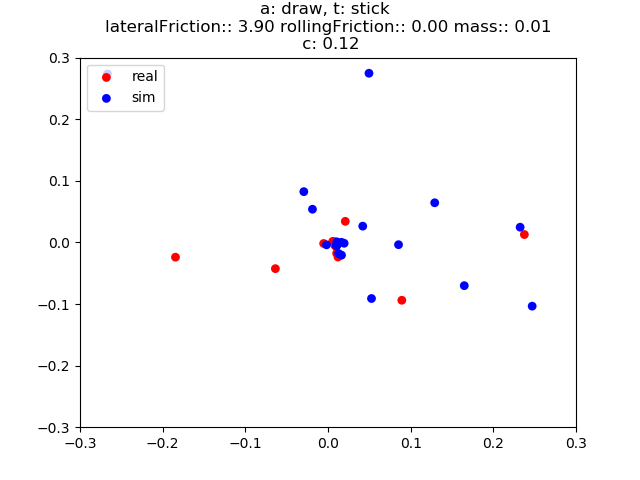 a: draw, t: stick
lateralFriction:: 3.90 rollingFriction:: 0.00 mass:: 0.01
c: 0.12
real
sim
0.3
0.2
0.1
0.0
−0.1
−0.2
−0.3
−0.3 −0.2 −0.1 0.0 0.1 0.2 0.3